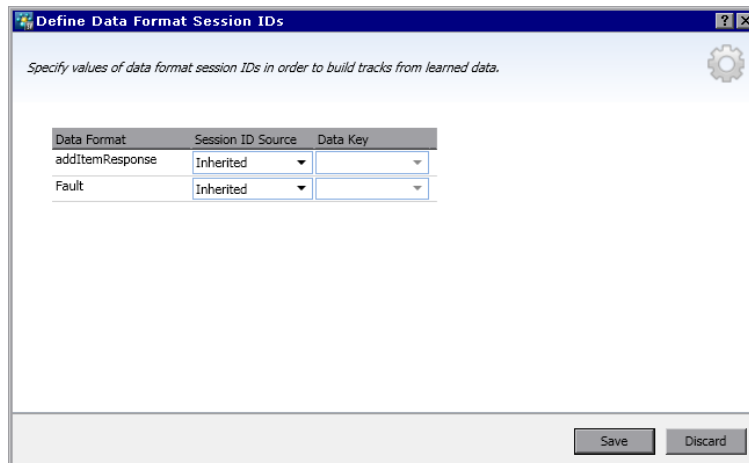 Define Data Format Session IDs
Specify values of data format session IDs in order to build tracks from learned data.
Data Format Session ID Source Data Key
addItemResponse Inherited
Fault Inherited
Save Discard